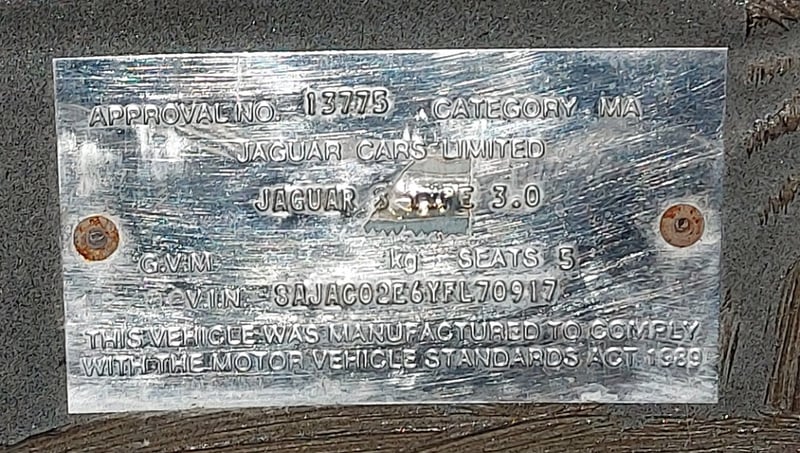 APPROVAL NO. 13775 CATEGORY MA
JAGUAR CARS LIMITED
JAGUAR S-TYPE 3.0
G.V.M. kg SEATS 5
V.I.N. SAJAC02E6YFL70917
THIS VEHICLE WAS MANUFACTURED TO COMPLY
WITH THE MOTOR VEHICLE STANDARDS ACT 1989